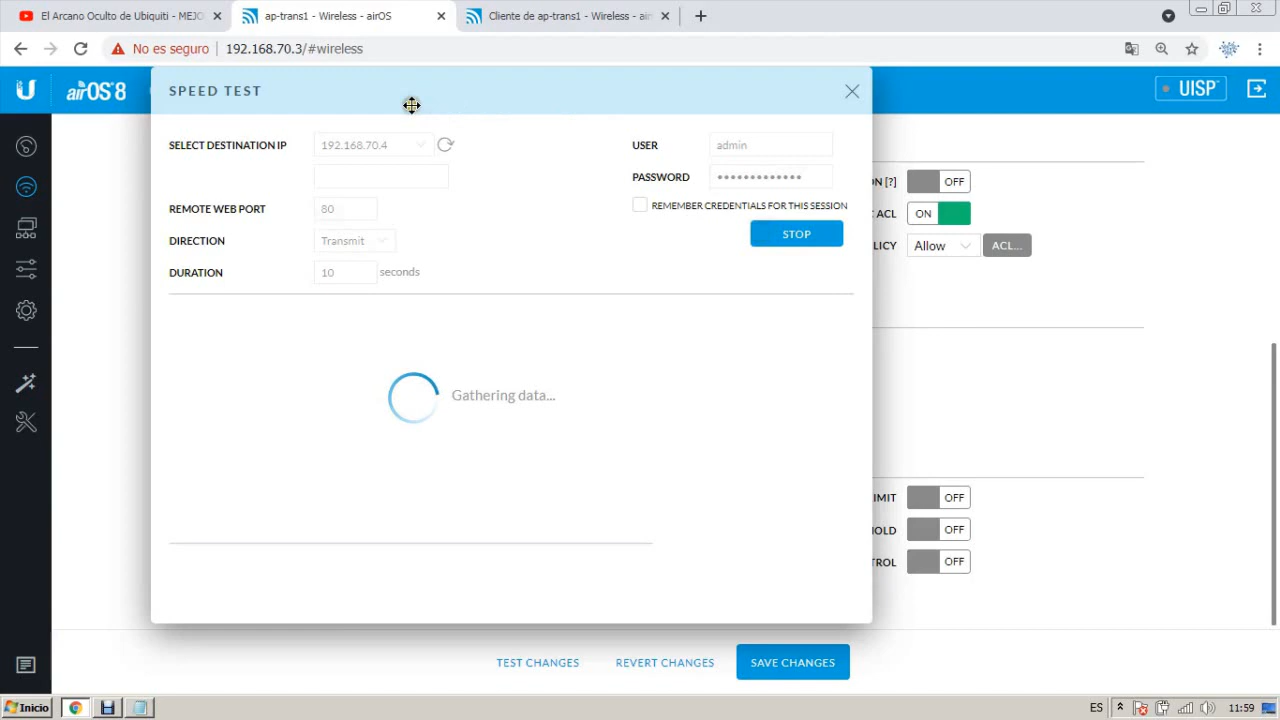 El Arcano Oculto de Ubiquiti - MEJO
ap-trans1 - Wireless - airOS
Cliente de ap-trans1 - Wireless - air
No es seguro
192.168.70.3/#wireless
airOS 8
UISP
SPEED TEST
SELECT DESTINATION IP
192.168.70.4
USER
admin
PASSWORD
•••••••••••••
REMOTE WEB PORT
80
REMEMBER CREDENTIALS FOR THIS SESSION
DIRECTION
Transmit
STOP
DURATION
10
seconds
Gathering data...
ON [?]
OFF
ACL
ON
LICY
Allow
ACL...
IMIT
OFF
HOLD
OFF
TROL
OFF
TEST CHANGES
REVERT CHANGES
SAVE CHANGES
Inicio
ES
11:59